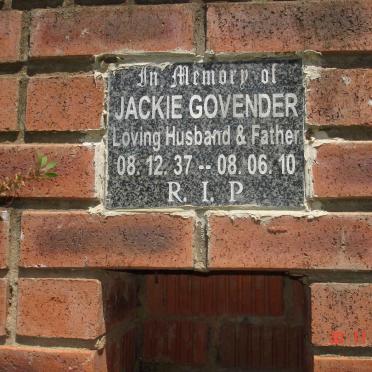 In Memory of
JACKIE GOVENDER
Loving Husband & Father
08. 12. 37 -- 08. 06. 10
R. I. P